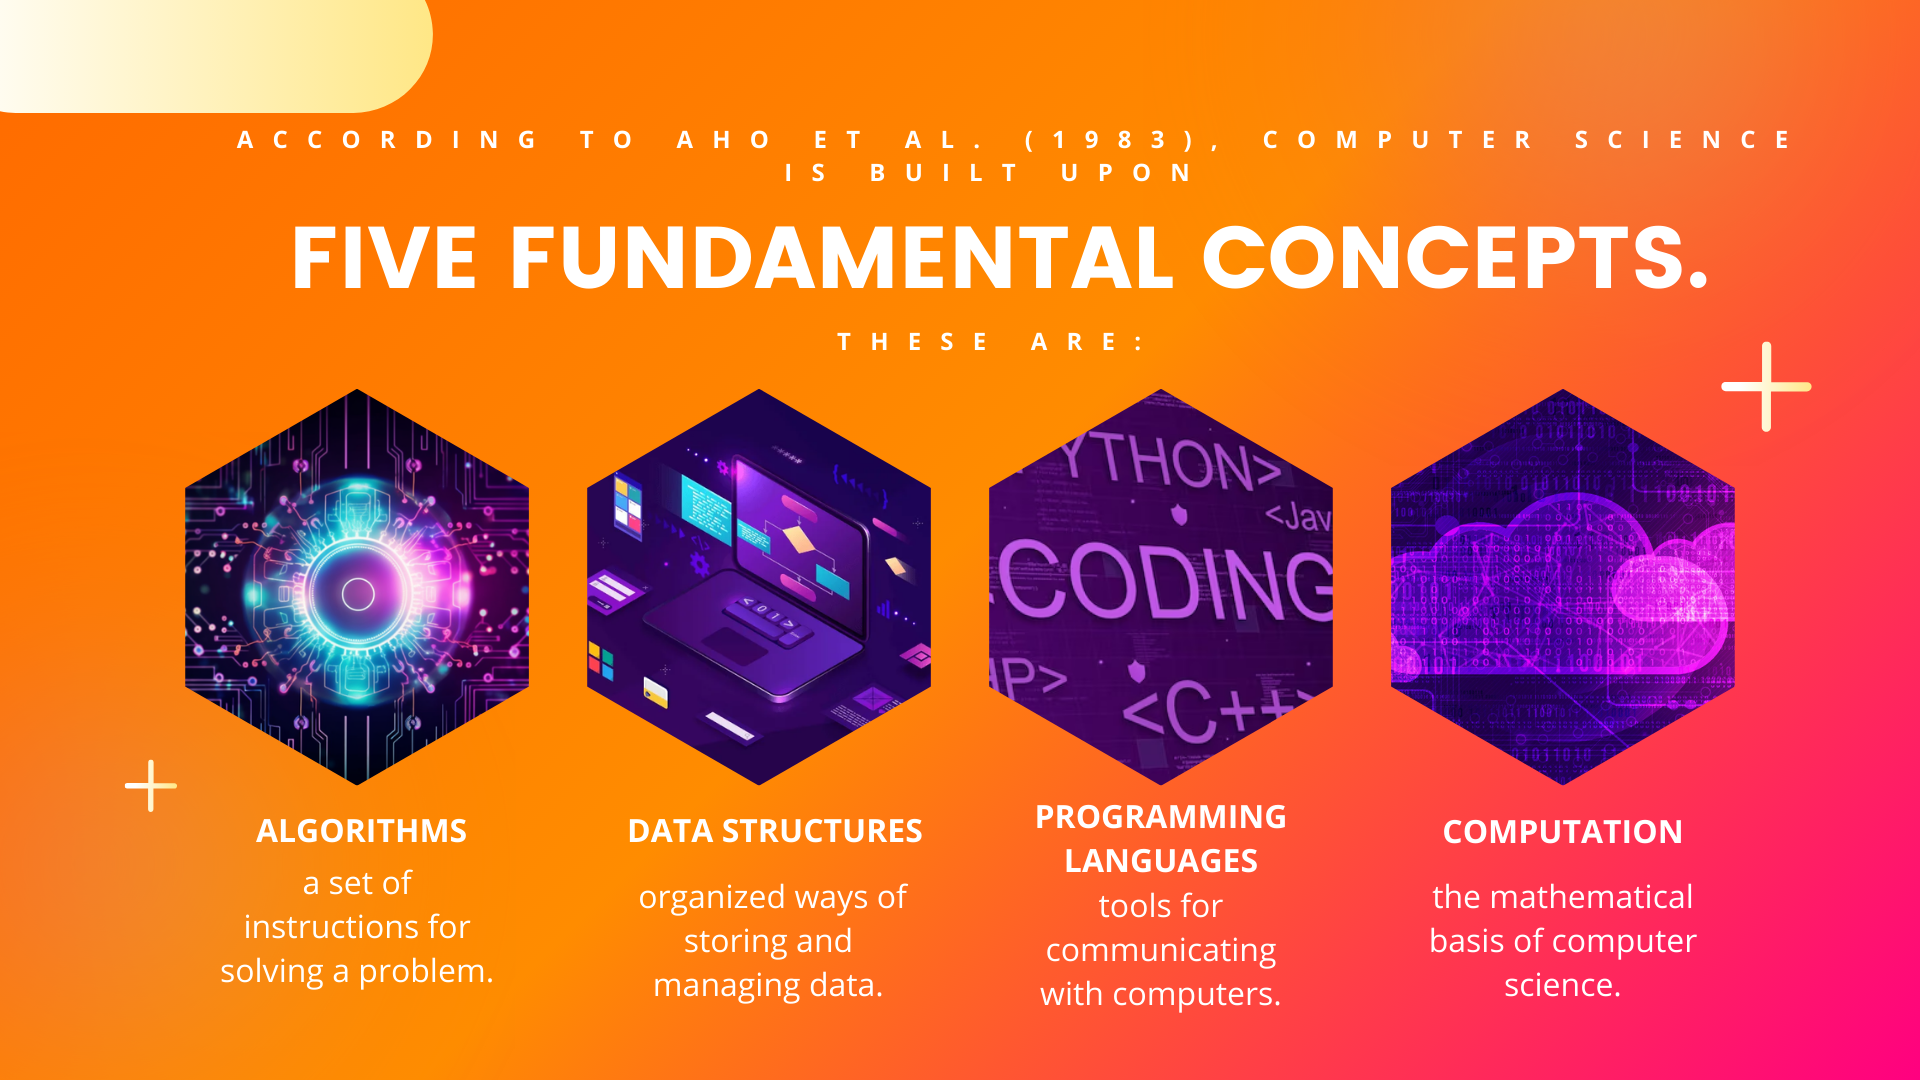 ACCORDING TO AHO ET AL. (1983), COMPUTER SCIENCE
IS BUILT UPON
FIVE FUNDAMENTAL CONCEPTS.
THESE ARE:
YTHON>
<Jav
CODING
HP>
<C++>
ALGORITHMS
a set of
instructions for
solving a problem.
DATA STRUCTURES
organized ways of
storing and
managing data.
PROGRAMMING
LANGUAGES
tools for
communicating
with computers.
COMPUTATION
the mathematical
basis of computer
science.